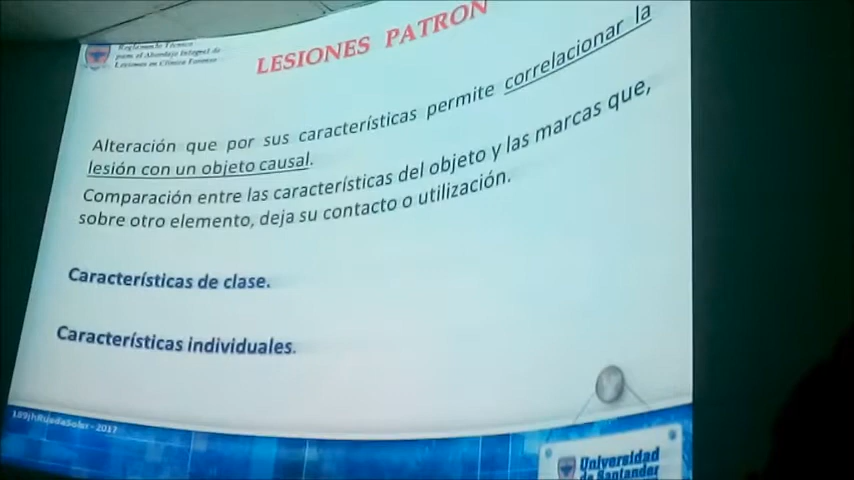 Reglamento Técnico
para el Abordaje Integral de
Lesiones en Clínica Forense
LESIONES PATRÓN
Alteración que por sus características permite correlacionar la
lesión con un objeto causal.
Comparación entre las características del objeto y las marcas que,
sobre otro elemento, deja su contacto o utilización.
Características de clase.
Características individuales.
2017
Universidad
de Santander